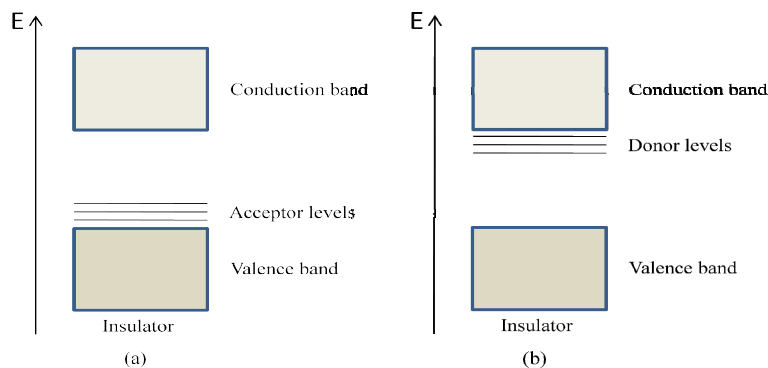 E
Conduction band
Acceptor levels
Valence band
Insulator
(a)
E
Conduction band
Donor levels
Valence band
Insulator
(b)